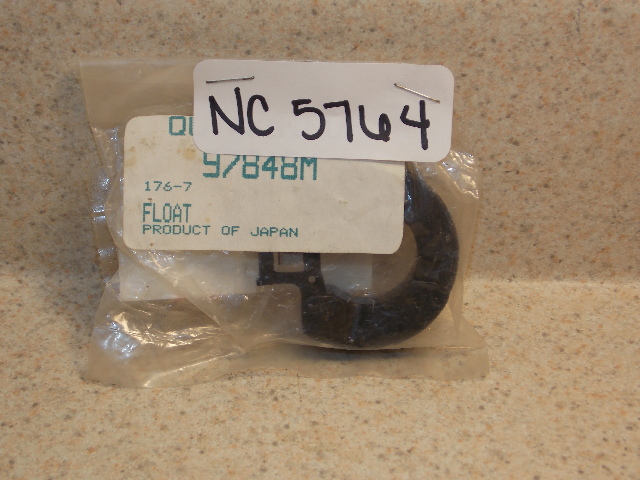 NC 5764
97848M
176-7
FLOAT
PRODUCT OF JAPAN